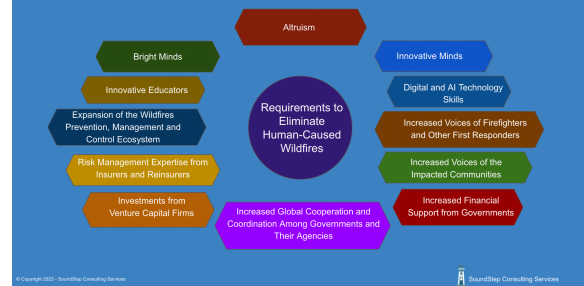 Altruism
Bright Minds
Innovative Minds
Innovative Educators
Digital and AI Technology
Skills
Requirements to
Eliminate
Human-Caused
Wildfires
Expansion of the Wildfires
Prevention, Management and
Control Ecosystem
Increased Voices of Firefighters
and Other First Responders
Risk Management Expertise from
Insurers and Reinsurers
Increased Voices of the
Impacted Communities
Investments from
Venture Capital Firms
Increased Financial
Support from Governments
Increased Global Cooperation and
Coordination Among Governments and
Their Agencies
© Copyright 2023 - SoundStep Consulting Services
SoundStep Consulting Services